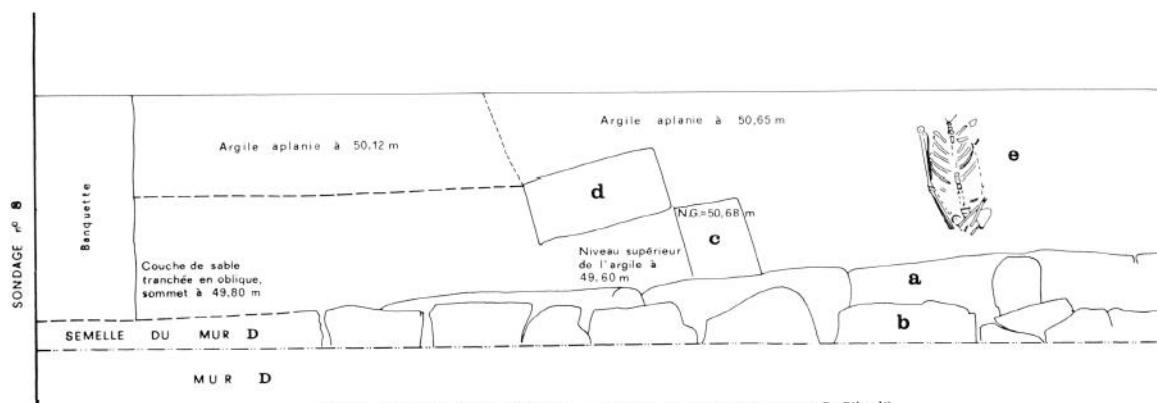 SONDAGE nº 8
Banquette
Argile aplanie à 50,12 m
Argile aplanie à 50,65 m
e
d
N.G.=50,68 m
c
Niveau supérieur
de l'argile à
49,60 m
Couche de sable
tranchée en oblique,
sommet à 49,80 m
a
b
SEMELLE DU MUR D
MUR D